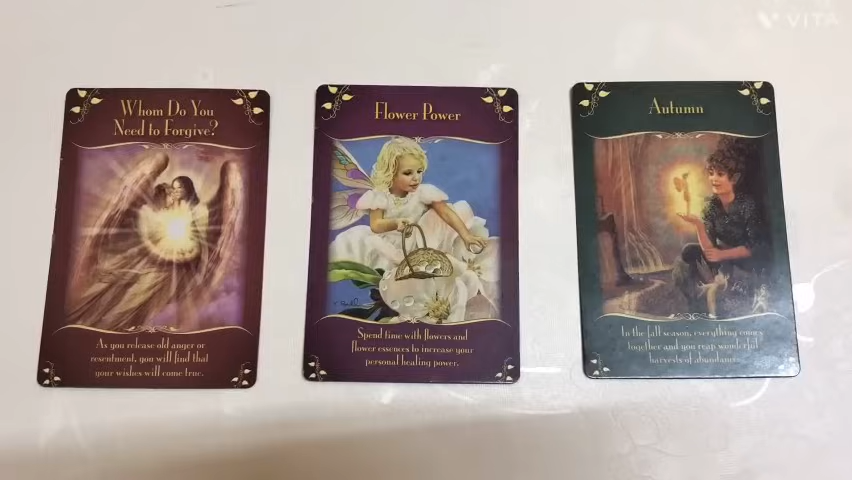 VITA
Whom Do You
Need to Forgive?
As you release old anger or
resentment, you will find that
your wishes will come true.
Flower Power
Spend time with flowers and
flower essences to increase your
personal healing power.
Autumn
In the fall season, everything comes
together and you reap wonderful
harvests of abundance.